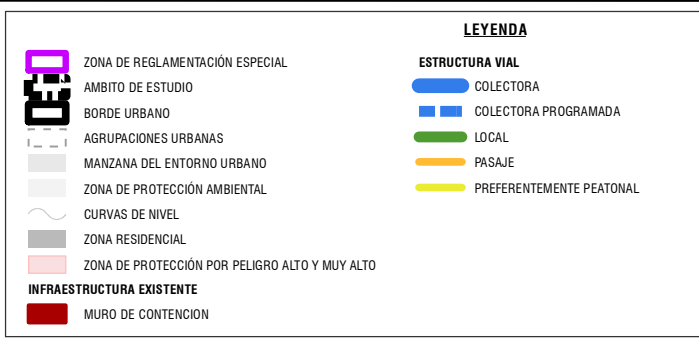 LEYENDA
ZONA DE REGLAMENTACIÓN ESPECIAL
AMBITO DE ESTUDIO
BORDE URBANO
AGRUPACIONES URBANAS
MANZANA DEL ENTORNO URBANO
ZONA DE PROTECCIÓN AMBIENTAL
CURVAS DE NIVEL
ZONA RESIDENCIAL
ZONA DE PROTECCIÓN POR PELIGRO ALTO Y MUY ALTO
INFRAESTRUCTURA EXISTENTE
MURO DE CONTENCION
ESTRUCTURA VIAL
COLECTORA
COLECTORA PROGRAMADA
LOCAL
PASAJE
PREFERENTEMENTE PEATONAL